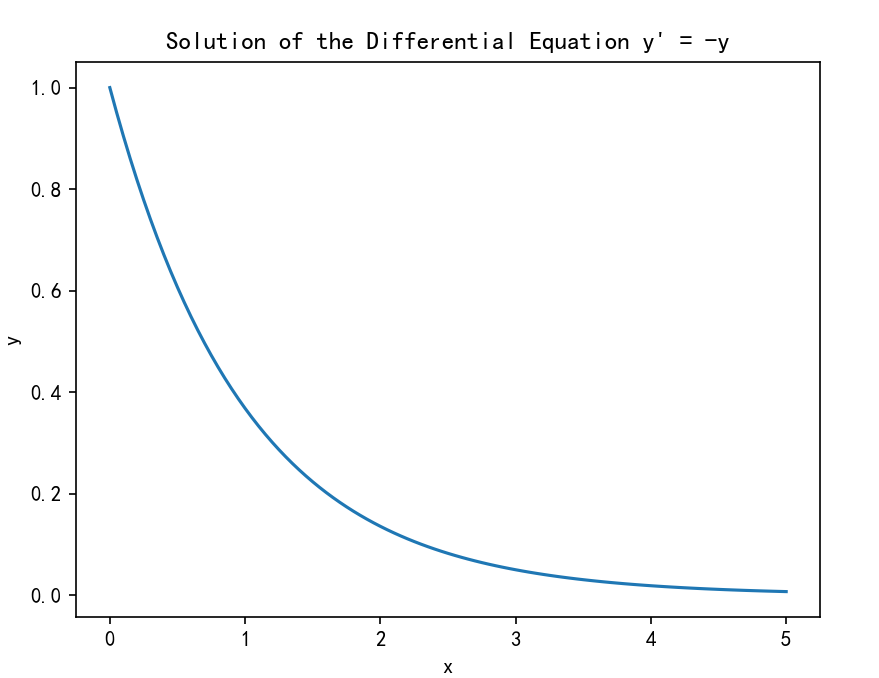 Solution of the Differential Equation y' = −y
1.0
0.8
0.6
0.4
0.2
0.0
y
0 1 2 3 4 5
x